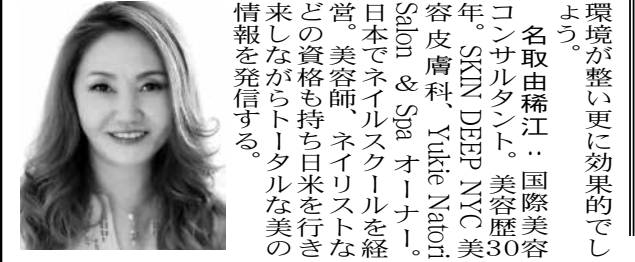 環境が整い更に効果的でし
ょう。
名取由稀江：国際美容
コンサルタント。美容歴30
年。SKIN DEEP NYC 美
容皮膚科、Yukie Natori
Salon & Spa オーナー。
日本でネイルスクールを経
営。美容師、ネイリストな
どの資格も持ち日米を行き
来しながらトータルな美の
情報を発信する。